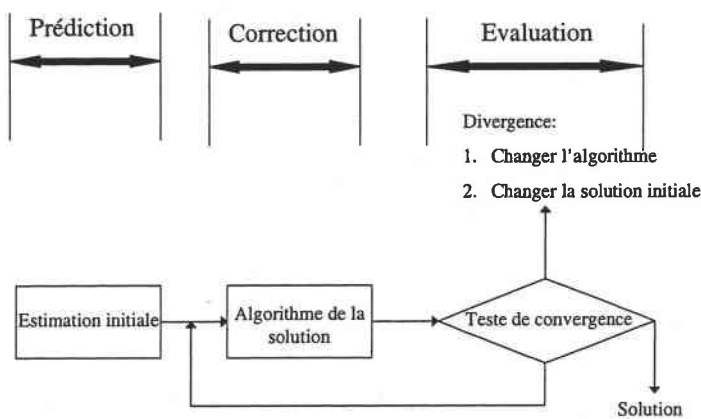 Prédiction
Correction
Evaluation
Divergence:
1. Changer l'algorithme
2. Changer la solution initiale
Estimation initiale
Algorithme de la
solution
Teste de convergence
Solution